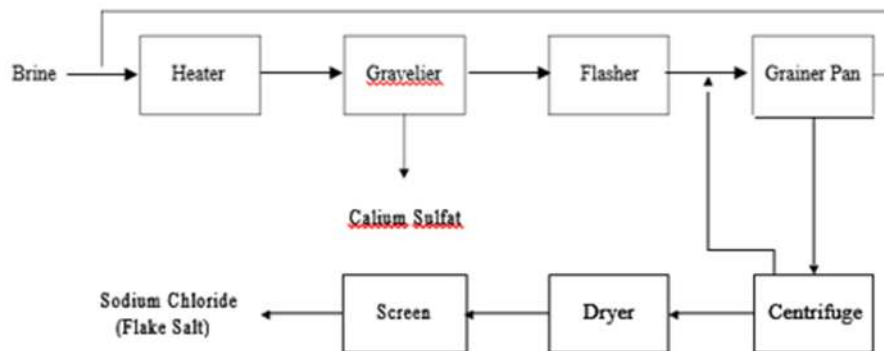 Brine
Heater
Gravelier
Flasher
Grainer Pan
Calium Sulfat
Sodium Chloride
(Flake Salt)
Screen
Dryer
Centrifuge